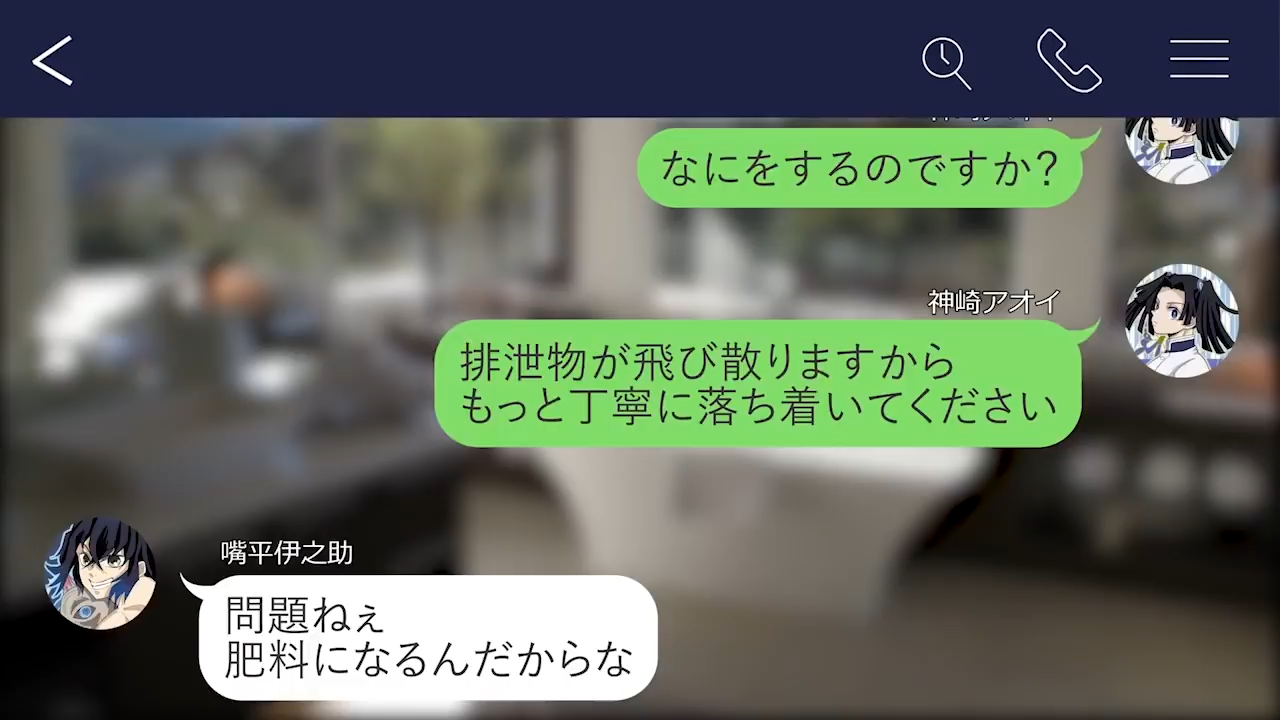 なにをするのですか?
神崎アオイ
排泄物が飛び散りますから
もっと丁寧に落ち着いてください
嘴平伊之助
問題ねぇ
肥料になるんだからな